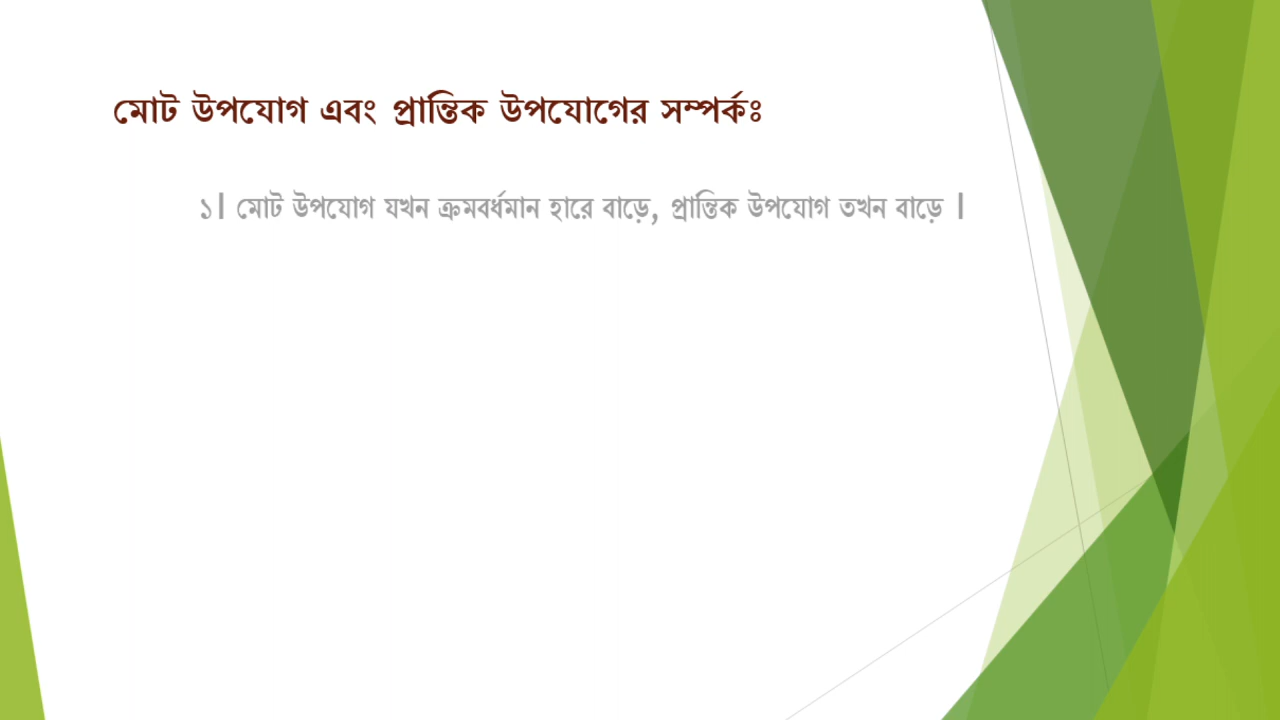 মোট উপযোগ এবং প্রান্তিক উপযোগের সম্পর্কঃ
১। মোট উপযোগ যখন ক্রমবর্ধমান হারে বাড়ে, প্রান্তিক উপযোগ তখন বাড়ে ।